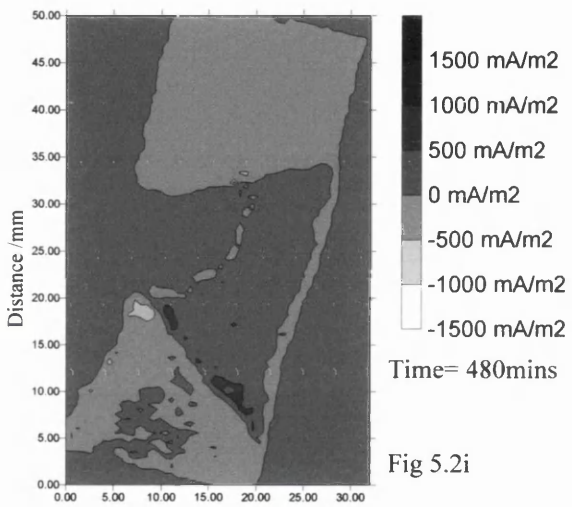 50.00
45.00
40.00
35.00
30.00
25.00
20.00
15.00
10.00
5.00
0.00
Distance /mm
0.00 5.00 10.00 15.00 20.00 25.00 30.00
1500 mA/m2
1000 mA/m2
500 mA/m2
0 mA/m2
-500 mA/m2
-1000 mA/m2
-1500 mA/m2
Time= 480mins
Fig 5.2i